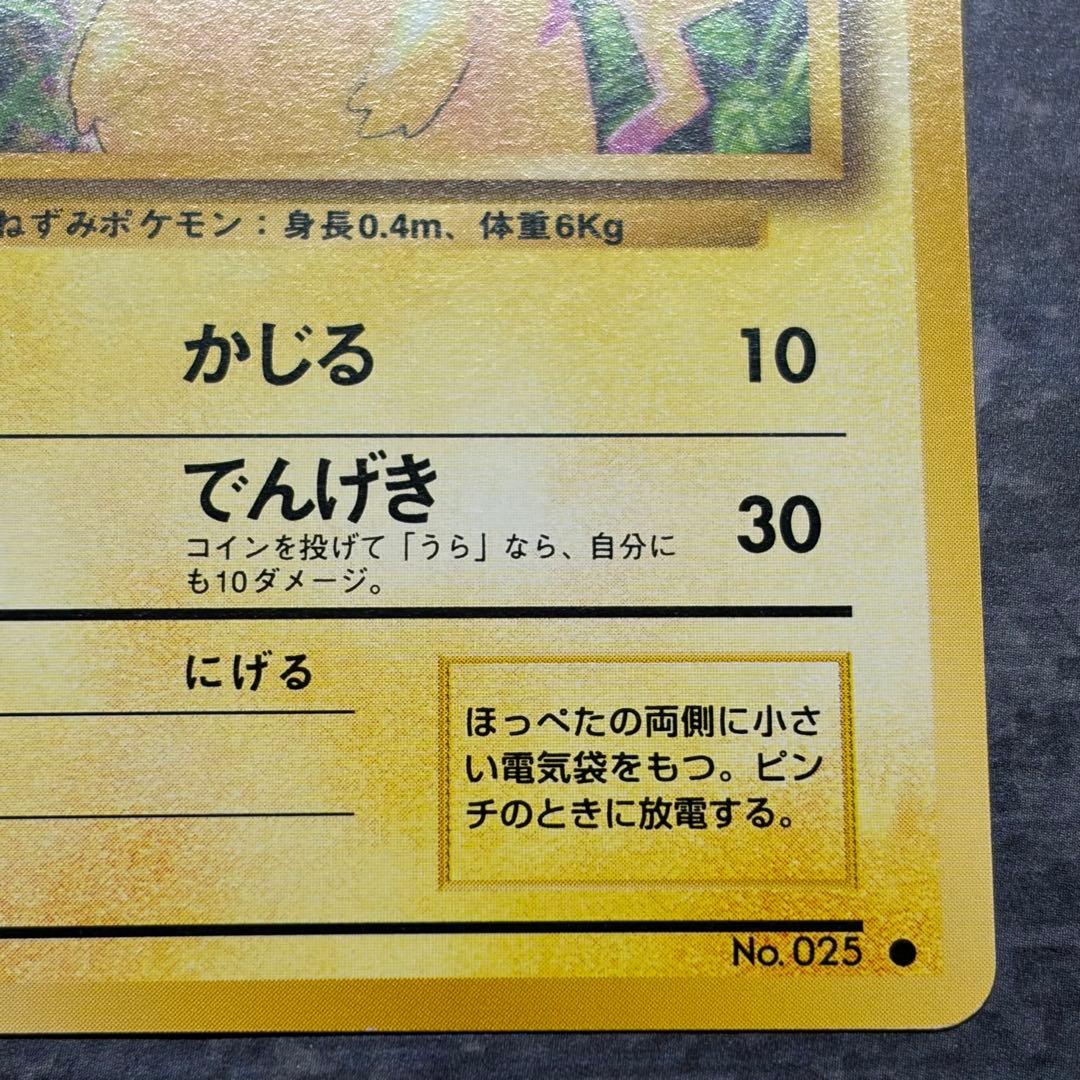 ねずみポケモン：身長0.4m、体重6Kg
かじる 10
でんげき 30
コインを投げて「うら」なら、自分に
も10ダメージ。
にげる
ほっぺたの両側に小さ
い電気袋をもつ。ピン
チのときに放電する。
No. 025 ●